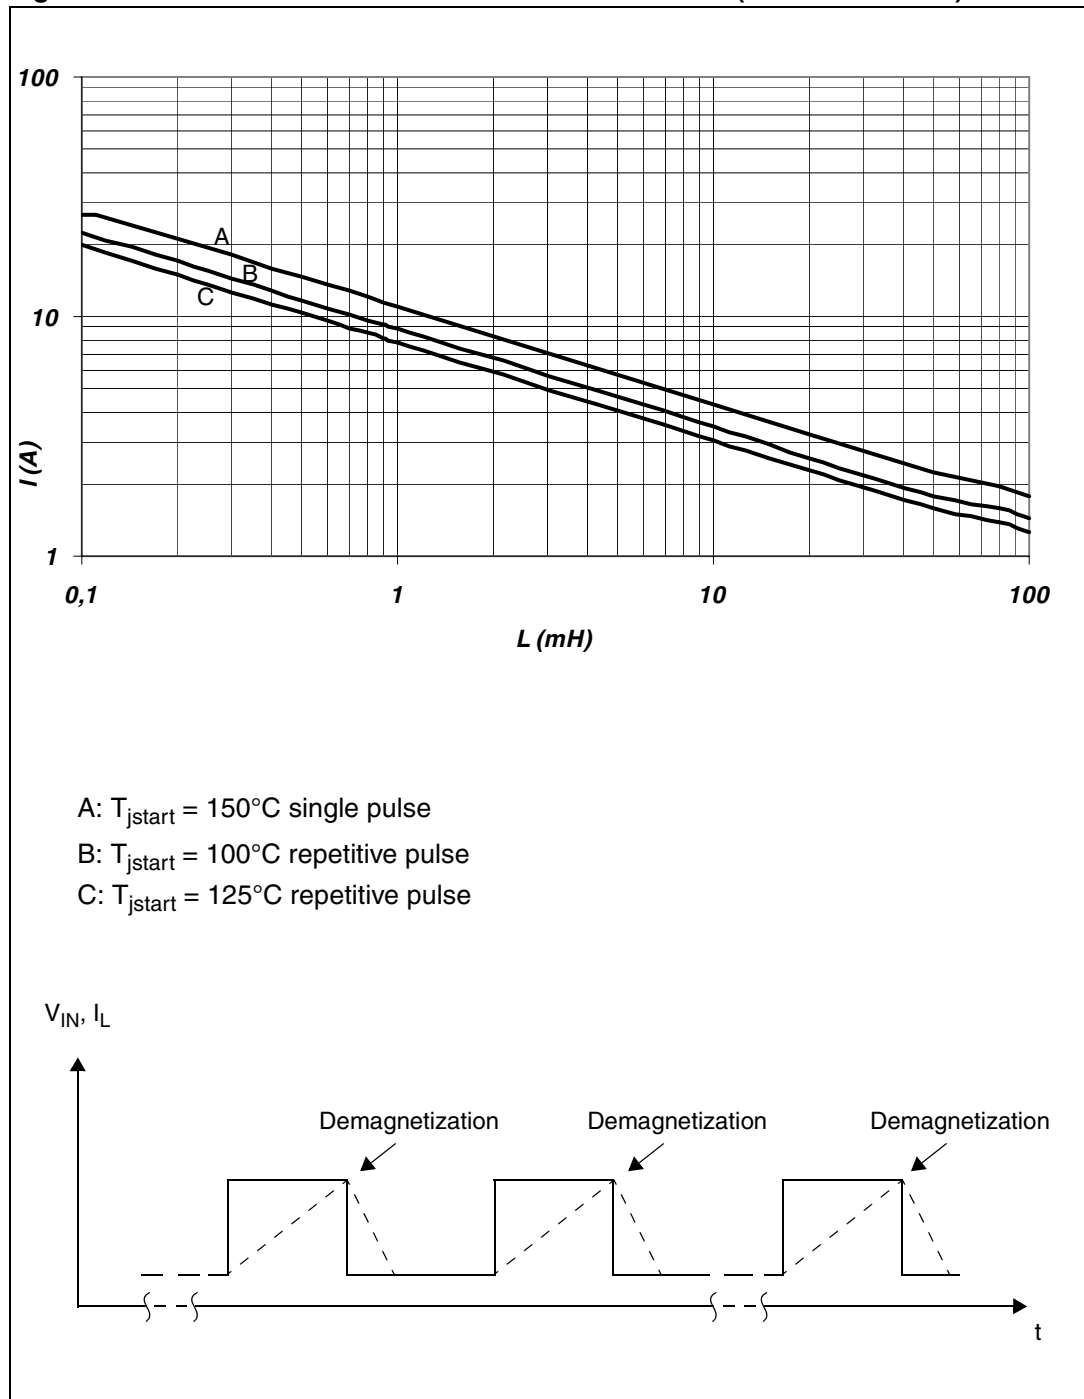 100
A
B
C
10
I (A)
1
0,1
1
10
100
L (mH)
A: Tjstart = 150°C single pulse
B: Tjstart = 100°C repetitive pulse
C: Tjstart = 125°C repetitive pulse
VIN, IL
Demagnetization
Demagnetization
Demagnetization
t